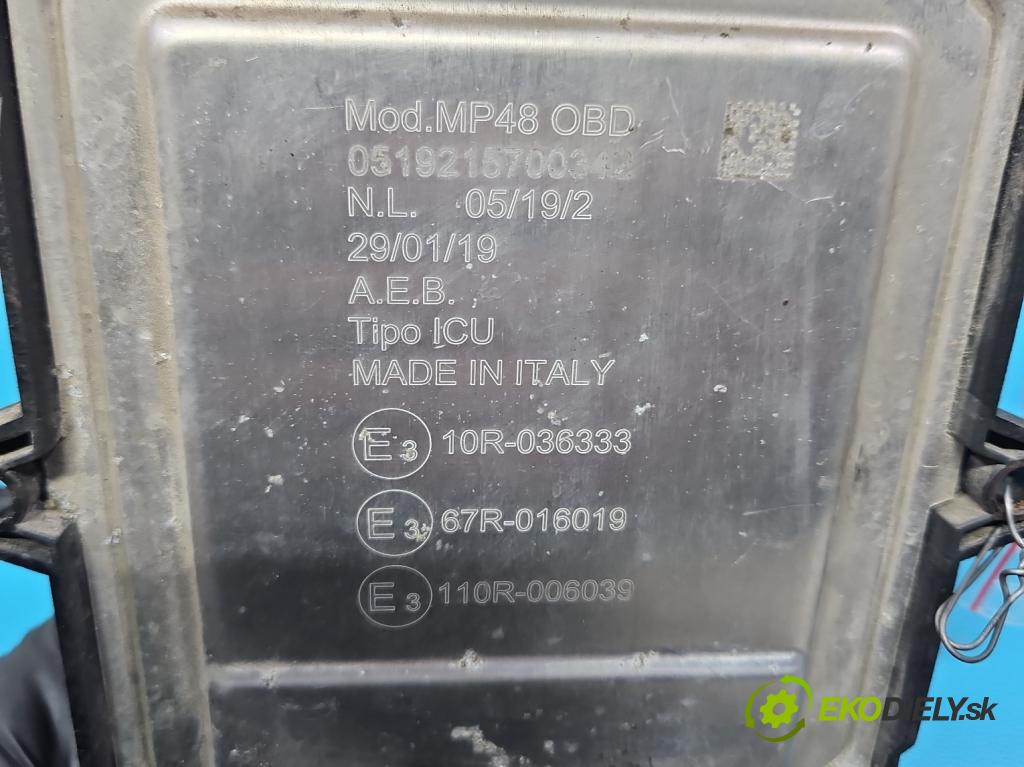 Mod.MP48 OBD
N.L. 05/19/2
29/01/19
A.E.B.
Tipo ICU
MADE IN ITALY
E3 10R-036333
E3 67R-016019
E3 110R-006039
EKODIELY.sk